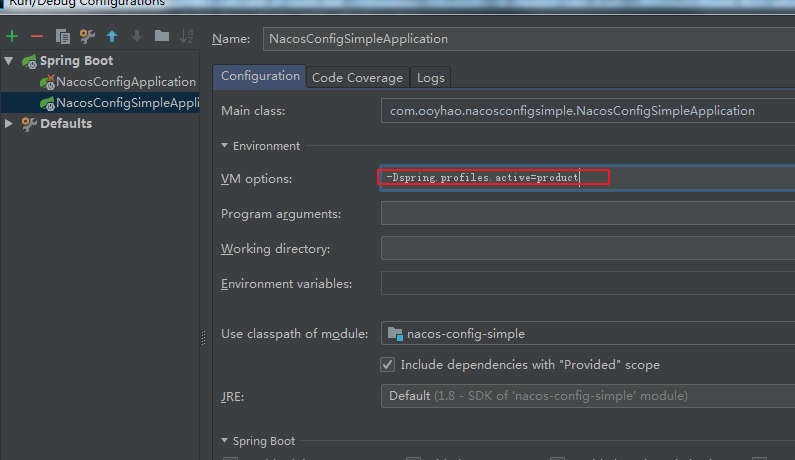 Run/Debug Configurations
Name: NacosConfigSimpleApplication
Spring Boot
NacosConfigApplication
NacosConfigSimpleAppli
Defaults
Configuration Code Coverage Logs
Main class: com.ooyhao.nacosconfigsimple.NacosConfigSimpleApplication
Environment
VM options: -Dspring.profiles.active=product
Program arguments:
Working directory:
Environment variables:
Use classpath of module: nacos-config-simple
Include dependencies with "Provided" scope
JRE: Default (1.8 - SDK of 'nacos-config-simple' module)
Spring Boot